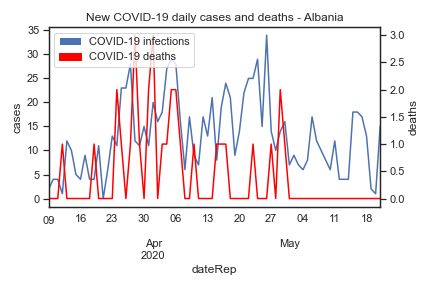 New COVID-19 daily cases and deaths - Albania
COVID-19 infections
COVID-19 deaths
35
30
25
20
15
10
5
0
cases
3.0
2.5
2.0
1.5
1.0
0.5
0.0
deaths
09 16 23 30 06 13 20 27 04 11 18
Apr May
2020
dateRep